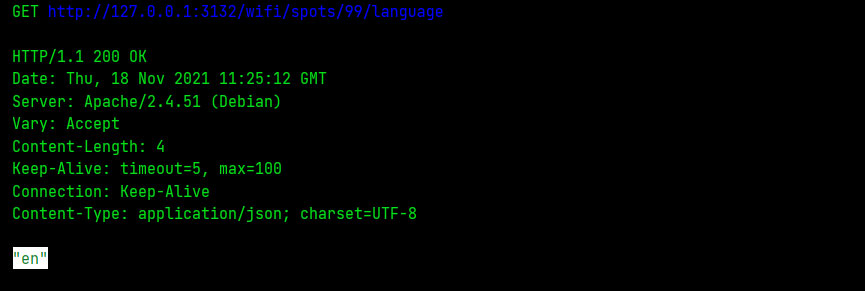 GET http://127.0.0.1:3132/wifi/spots/99/language
HTTP/1.1 200 OK
Date: Thu, 18 Nov 2021 11:25:12 GMT
Server: Apache/2.4.51 (Debian)
Vary: Accept
Content-Length: 4
Keep-Alive: timeout=5, max=100
Connection: Keep-Alive
Content-Type: application/json; charset=UTF-8
"en"